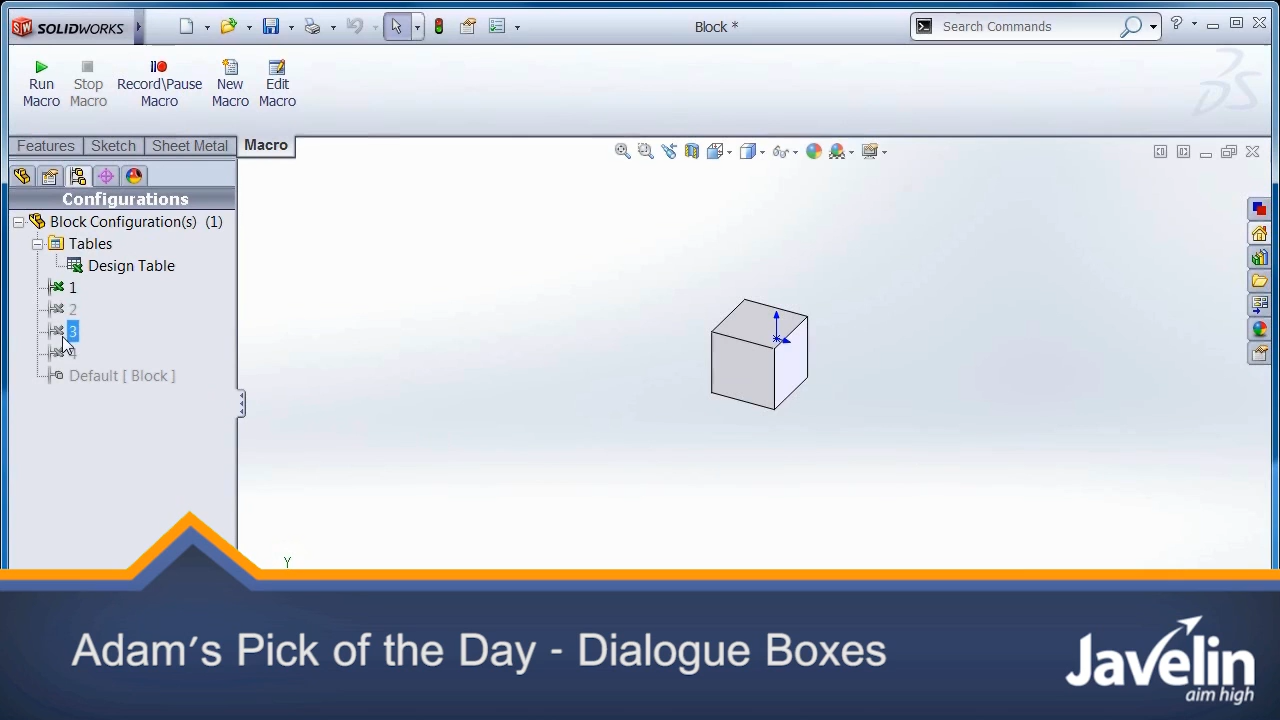 SOLIDWORKS
Block *
Search Commands
Run Macro
Stop Macro
Record\Pause Macro
New Macro
Edit Macro
Features
Sketch
Sheet Metal
Macro
Configurations
Block Configuration(s) (1)
Tables
Design Table
1
2
3
4
Default [ Block ]
Y
Adam's Pick of the Day - Dialogue Boxes
Javelin
aim high